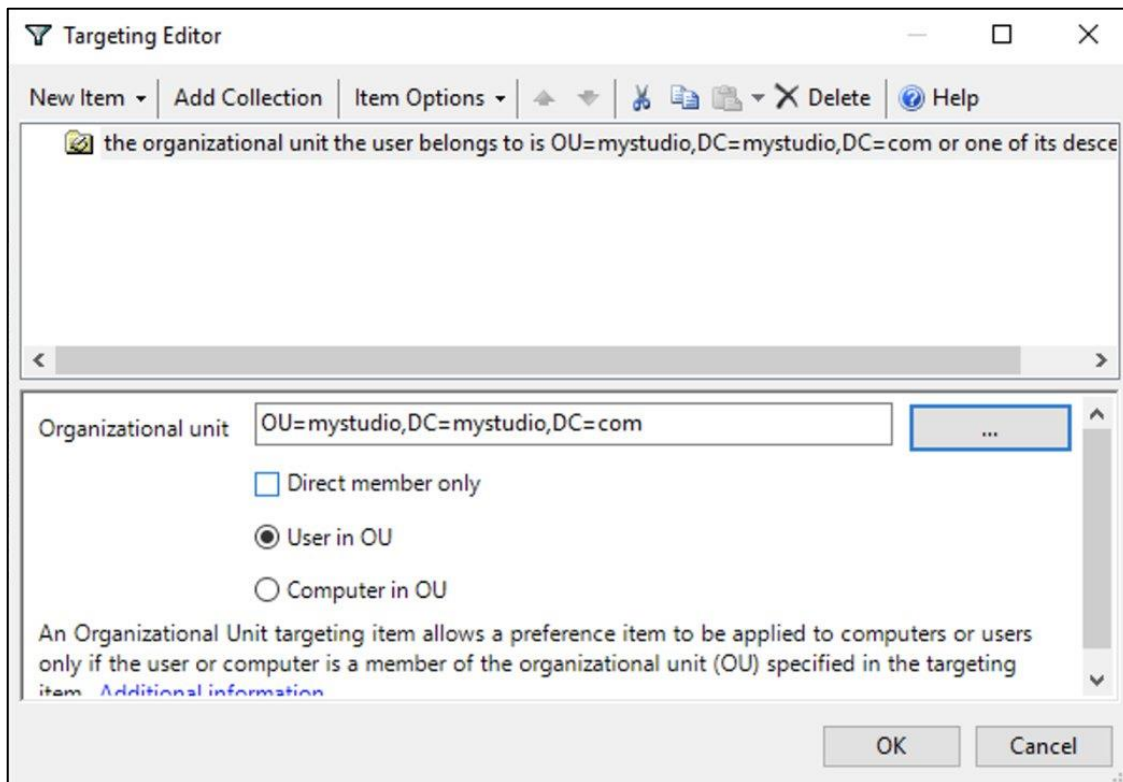 Targeting Editor
New Item Add Collection Item Options Delete Help
the organizational unit the user belongs to is OU=mystudio,DC=mystudio,DC=com or one of its desce
Organizational unit OU=mystudio,DC=mystudio,DC=com ...
Direct member only
User in OU
Computer in OU
An Organizational Unit targeting item allows a preference item to be applied to computers or users
only if the user or computer is a member of the organizational unit (OU) specified in the targeting
item. Additional information
OK Cancel